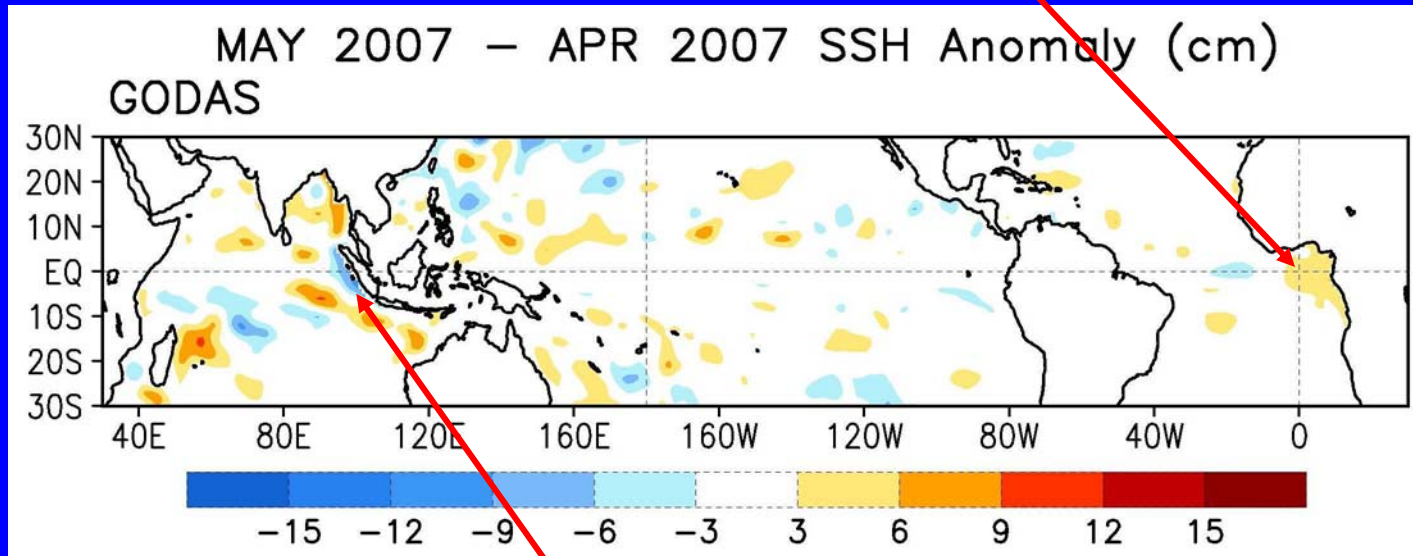 MAY 2007 – APR 2007 SSH Anomaly (cm)
GODAS
30N
20N
10N
EQ
10S
20S
30S
40E 80E 120E 160E 160W 120W 80W 40W 0
−15 −12 −9 −6 −3 3 6 9 12 15